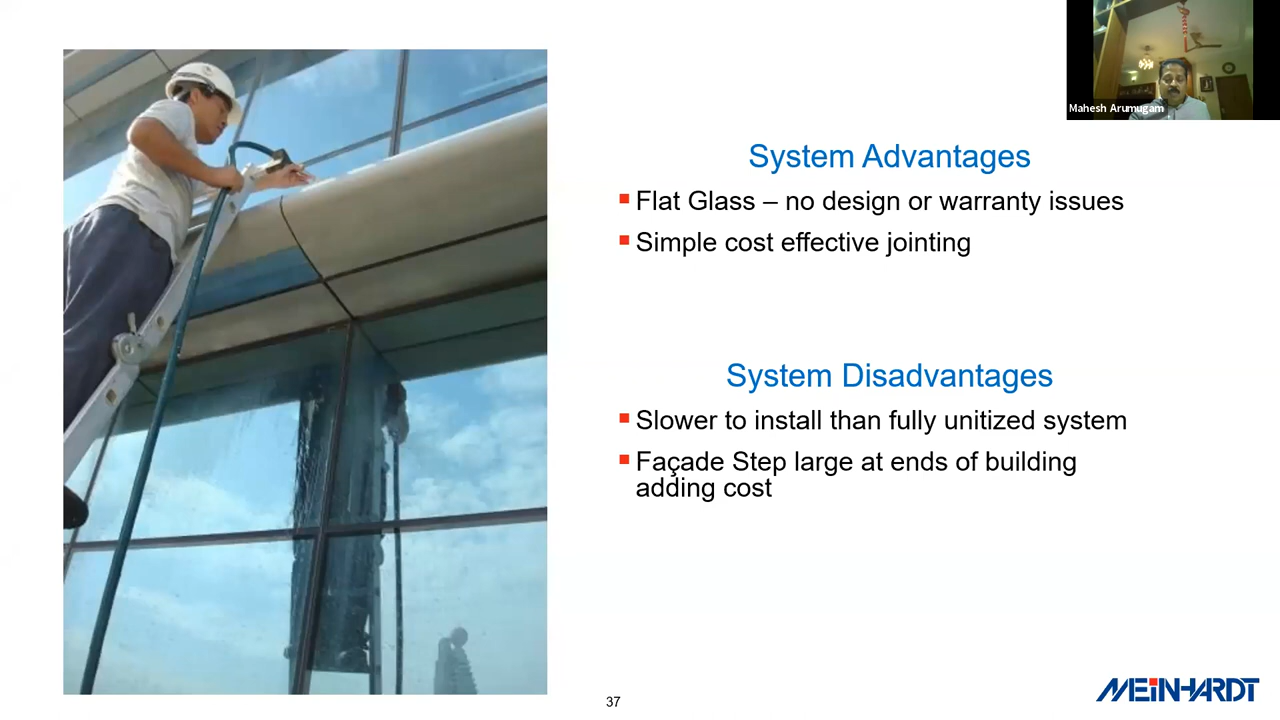 Mahesh Arumugam
System Advantages
Flat Glass – no design or warranty issues
Simple cost effective jointing
System Disadvantages
Slower to install than fully unitized system
Façade Step large at ends of building
adding cost
37
MEINHARDT